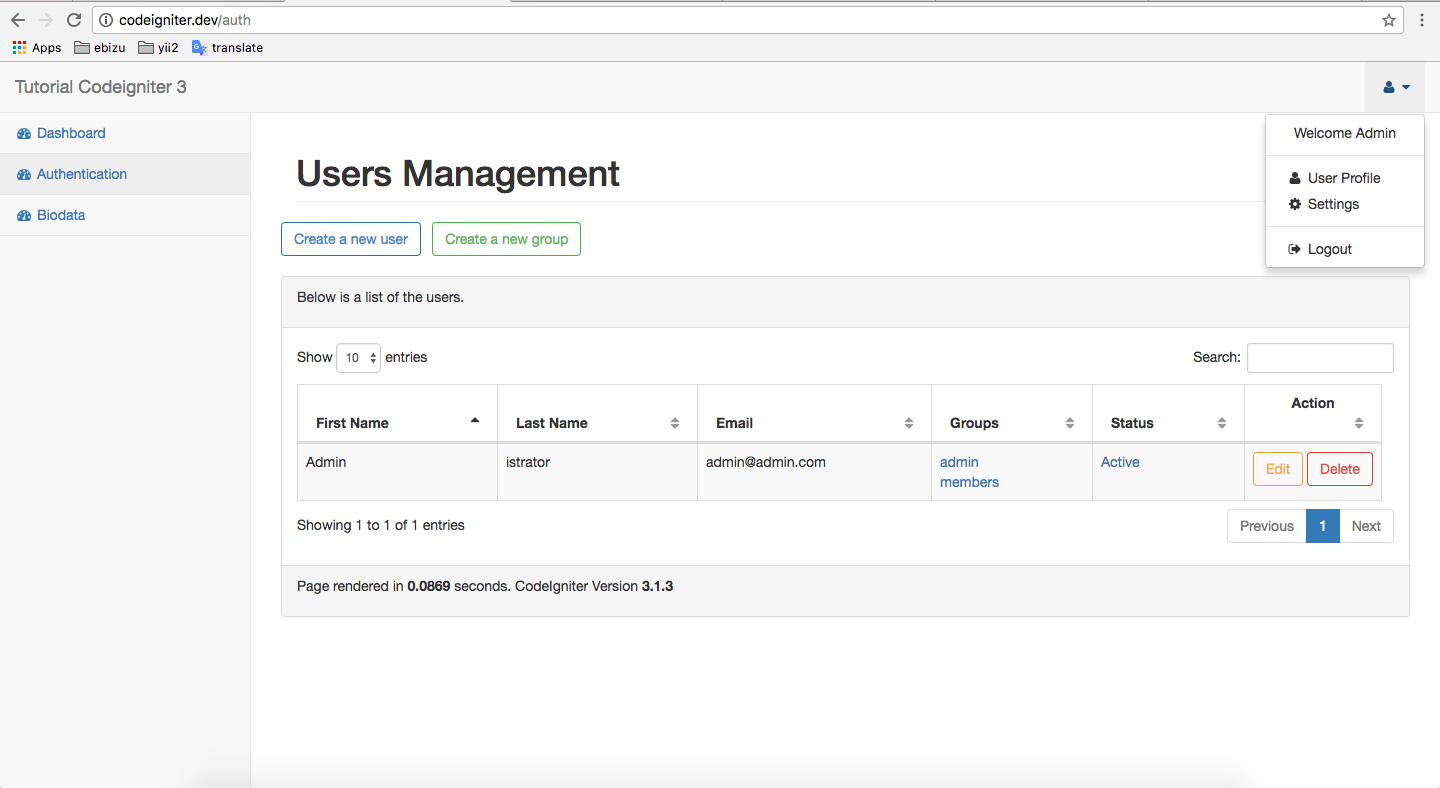 codeigniter.dev/auth
Apps ebizu yii2 translate
Tutorial Codeigniter 3
Dashboard
Authentication
Biodata
Welcome Admin
User Profile
Settings
Logout
Users Management
Create a new user Create a new group
Below is a list of the users.
Show 10 entries Search:
First Name Last Name Email Groups Status Action
Admin istrator admin@admin.com admin Active Edit Delete
members
Showing 1 to 1 of 1 entries Previous 1 Next
Page rendered in 0.0869 seconds. CodeIgniter Version 3.1.3